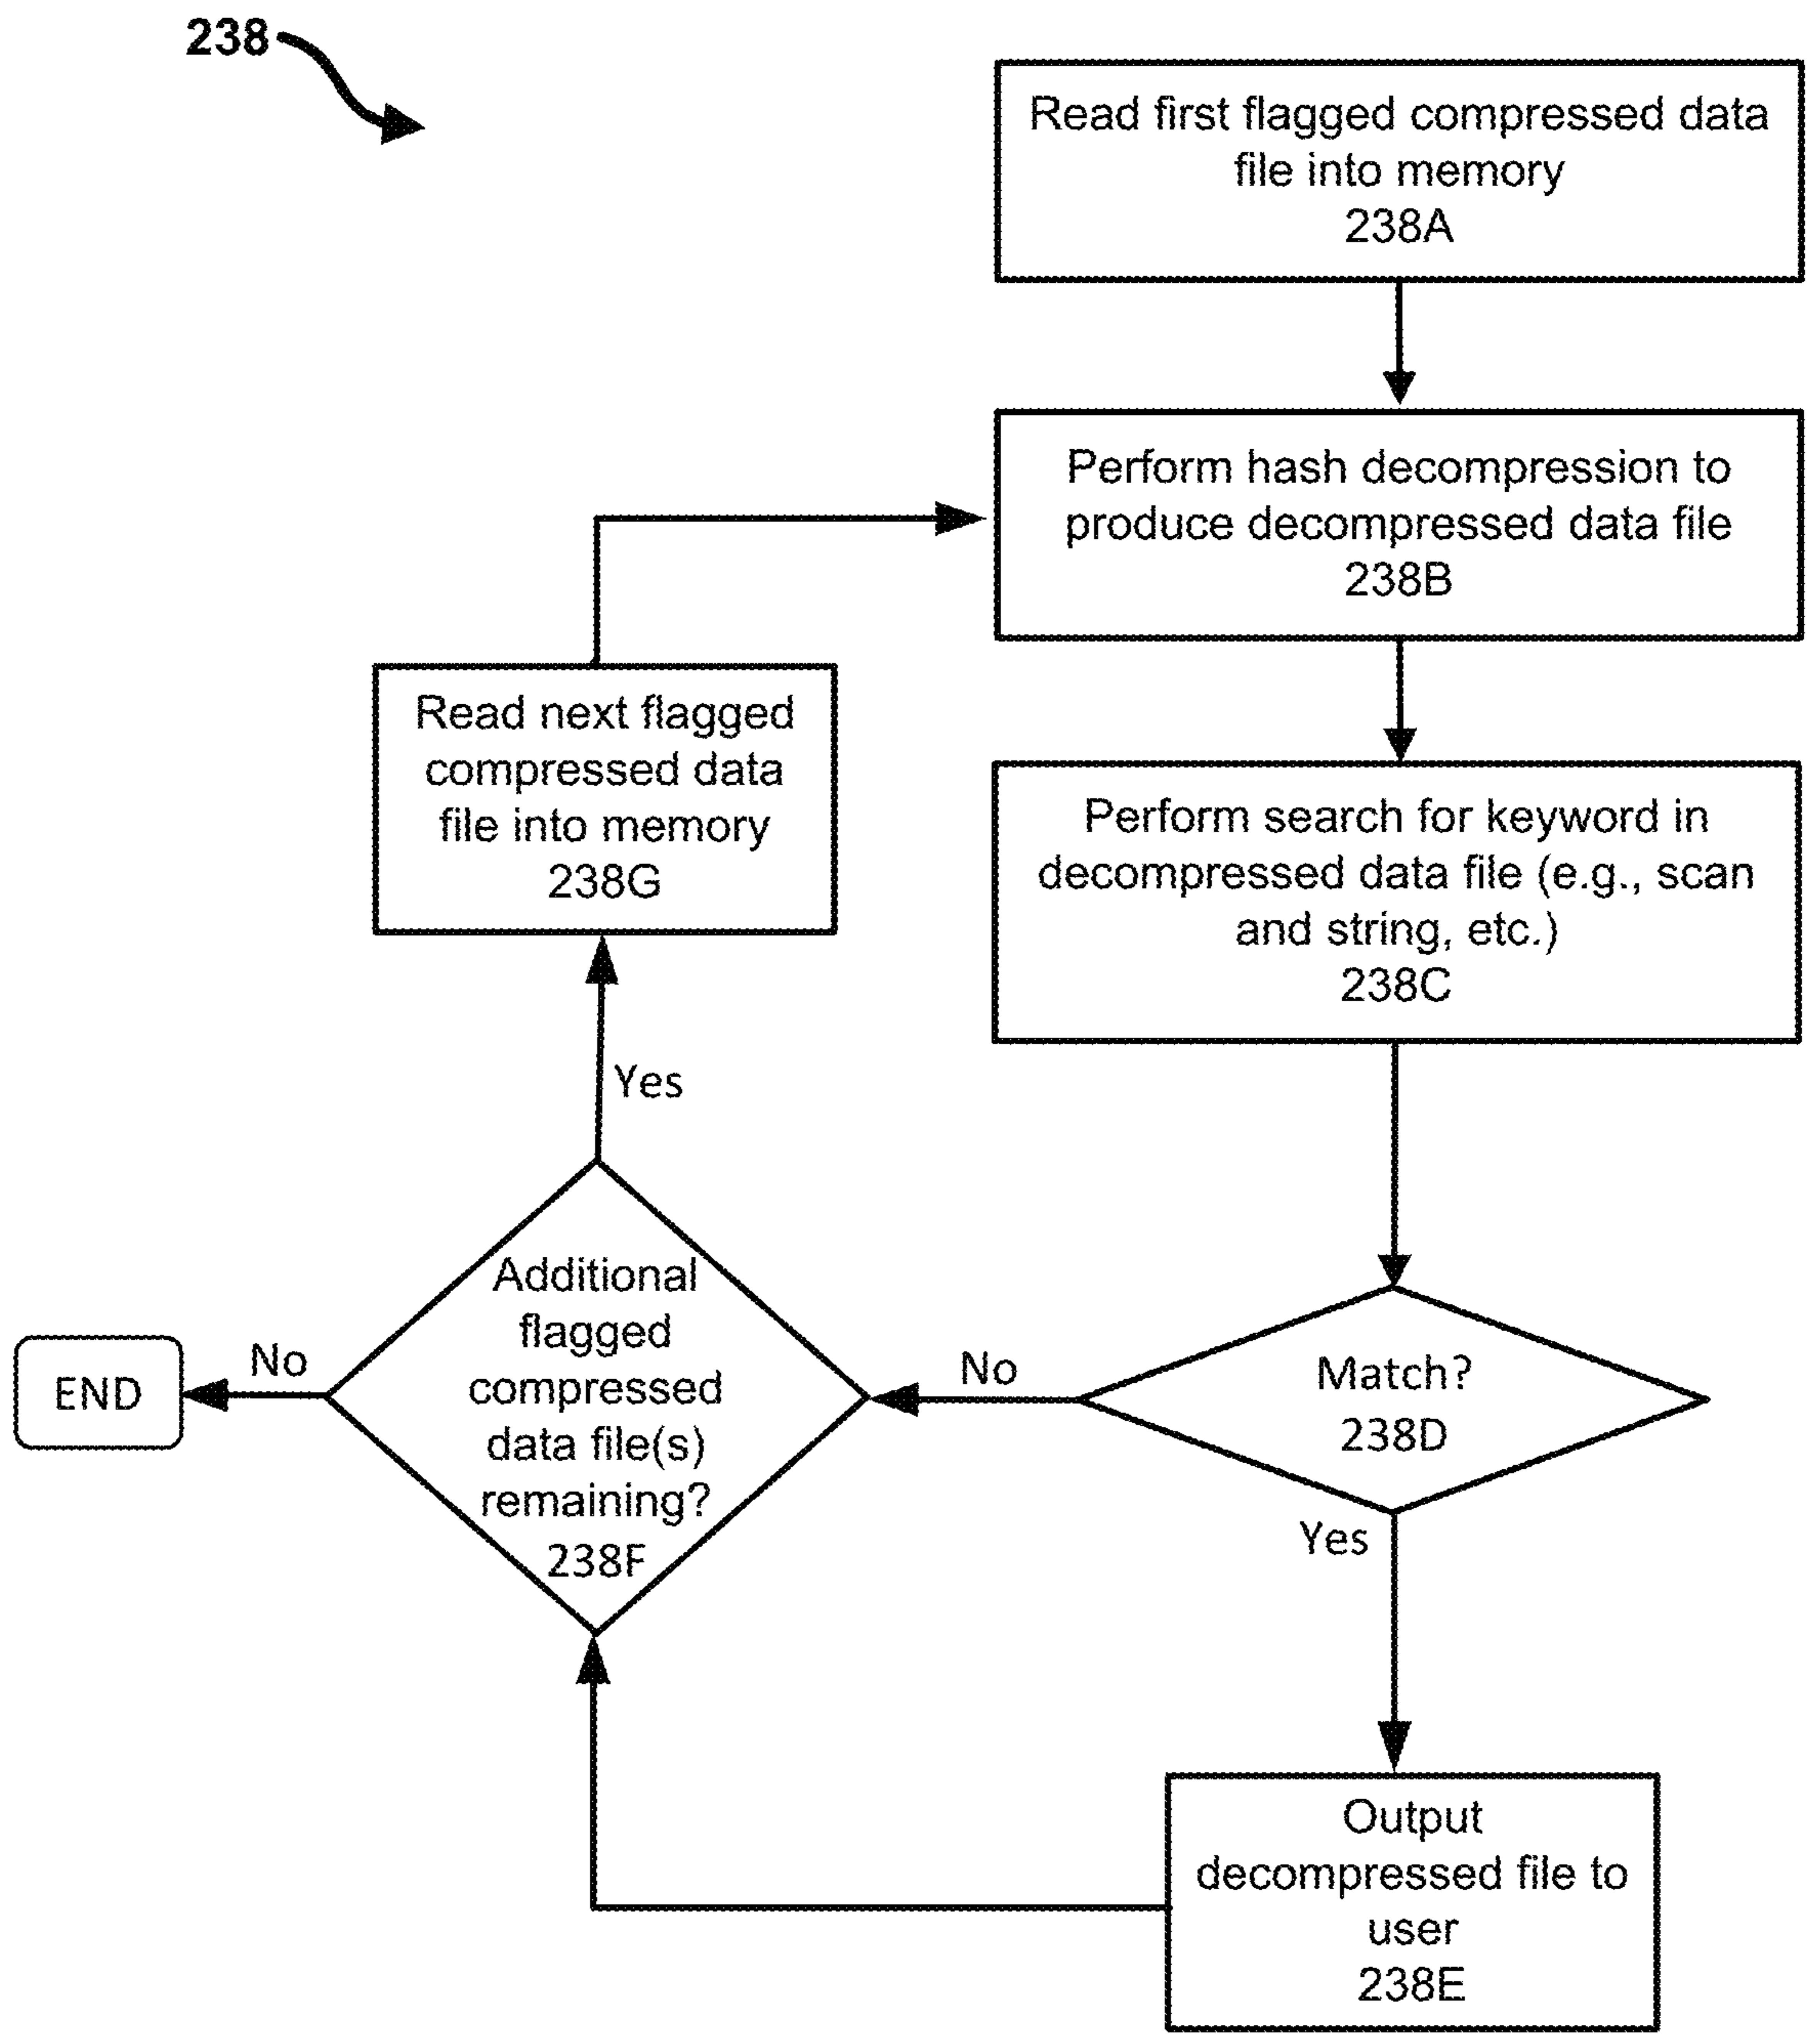 238
Read first flagged compressed data
file into memory
238A
Perform hash decompression to
produce decompressed data file
238B
Read next flagged
compressed data
file into memory
238G
Perform search for keyword in
decompressed data file (e.g., scan
and string, etc.)
238C
Yes
Additional
flagged
compressed
data file(s)
remaining?
238F
No
END
No
Match?
238D
Yes
Output
decompressed file to
user
238E